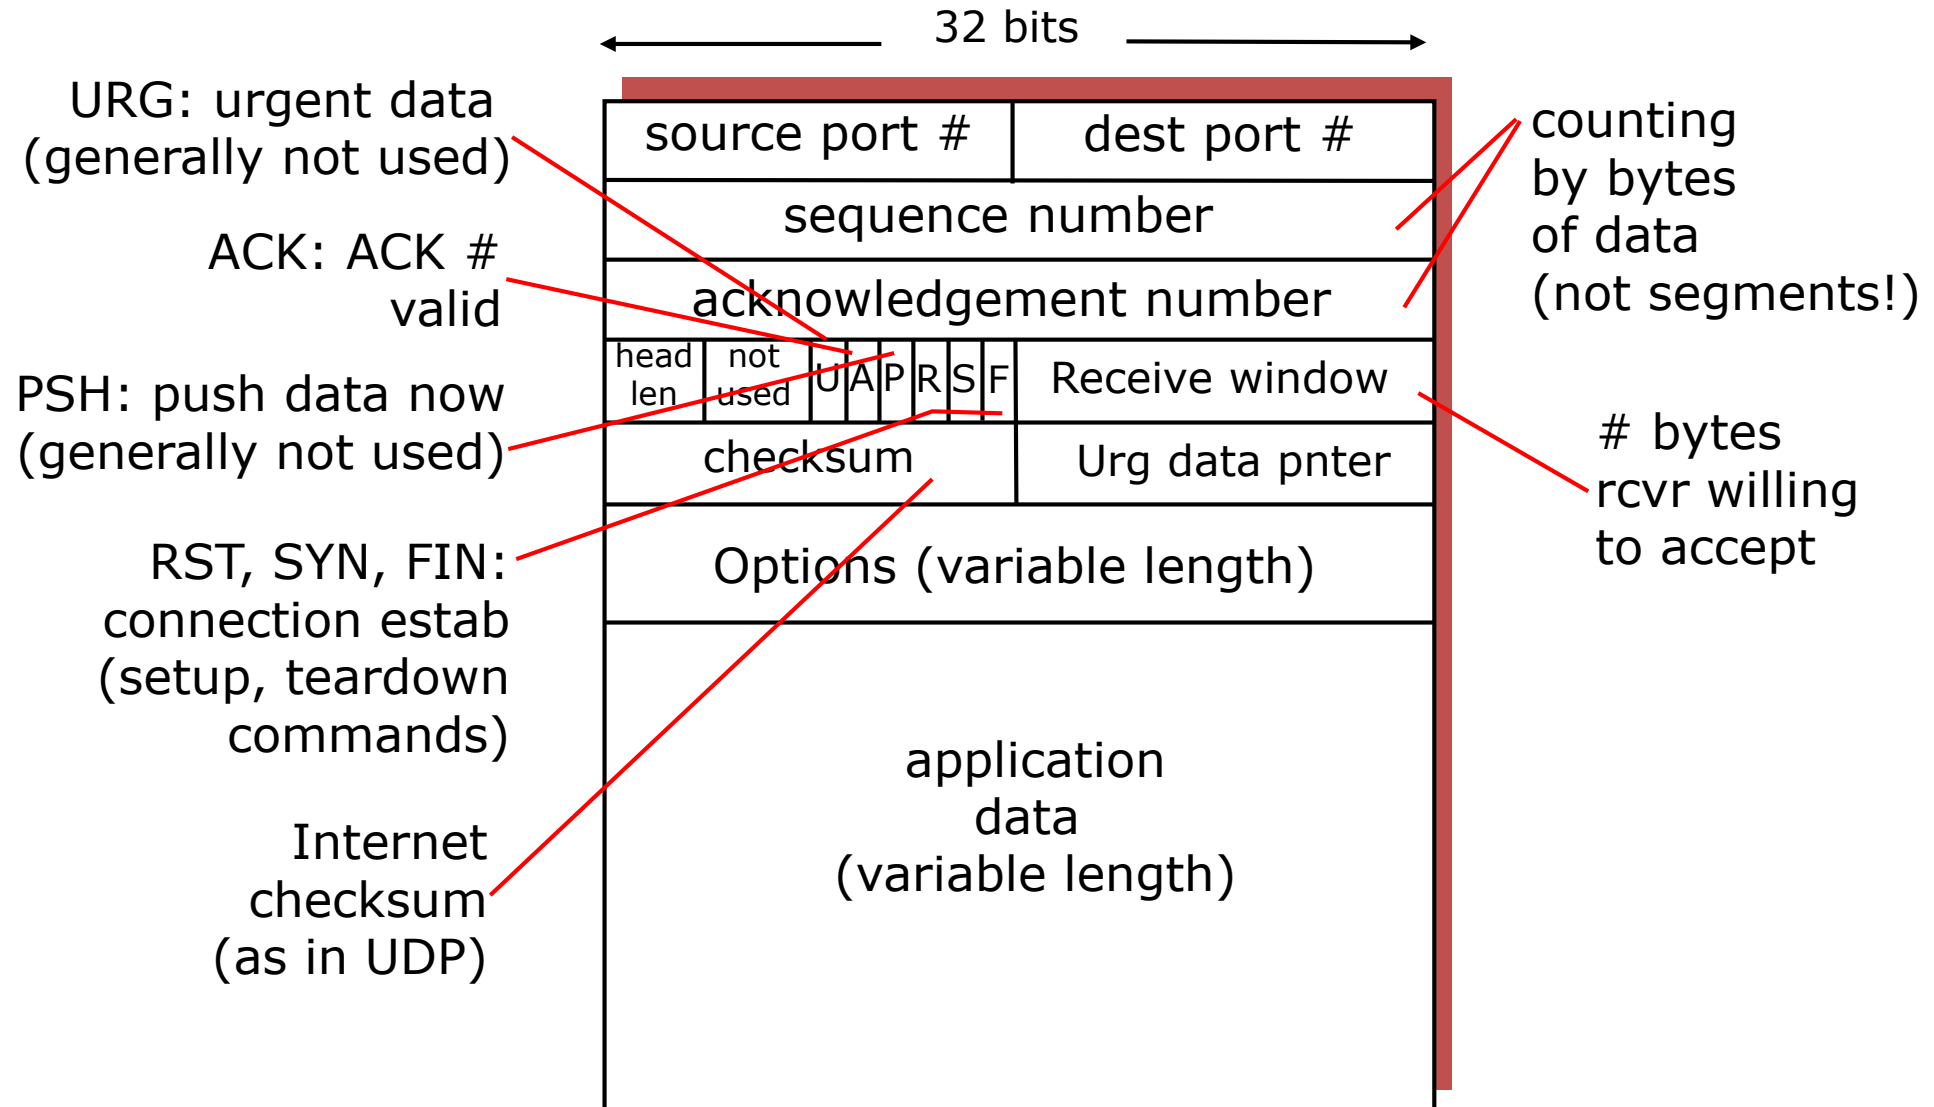 32 bits
URG: urgent data
(generally not used)
ACK: ACK #
valid
PSH: push data now
(generally not used)
RST, SYN, FIN:
connection estab
(setup, teardown
commands)
Internet
checksum
(as in UDP)
source port #
dest port #
sequence number
acknowledgement number
head
len
not
used
U
A
P
R
S
F
Receive window
checksum
Urg data pnter
Options (variable length)
application
data
(variable length)
counting
by bytes
of data
(not segments!)
# bytes
rcvr willing
to accept